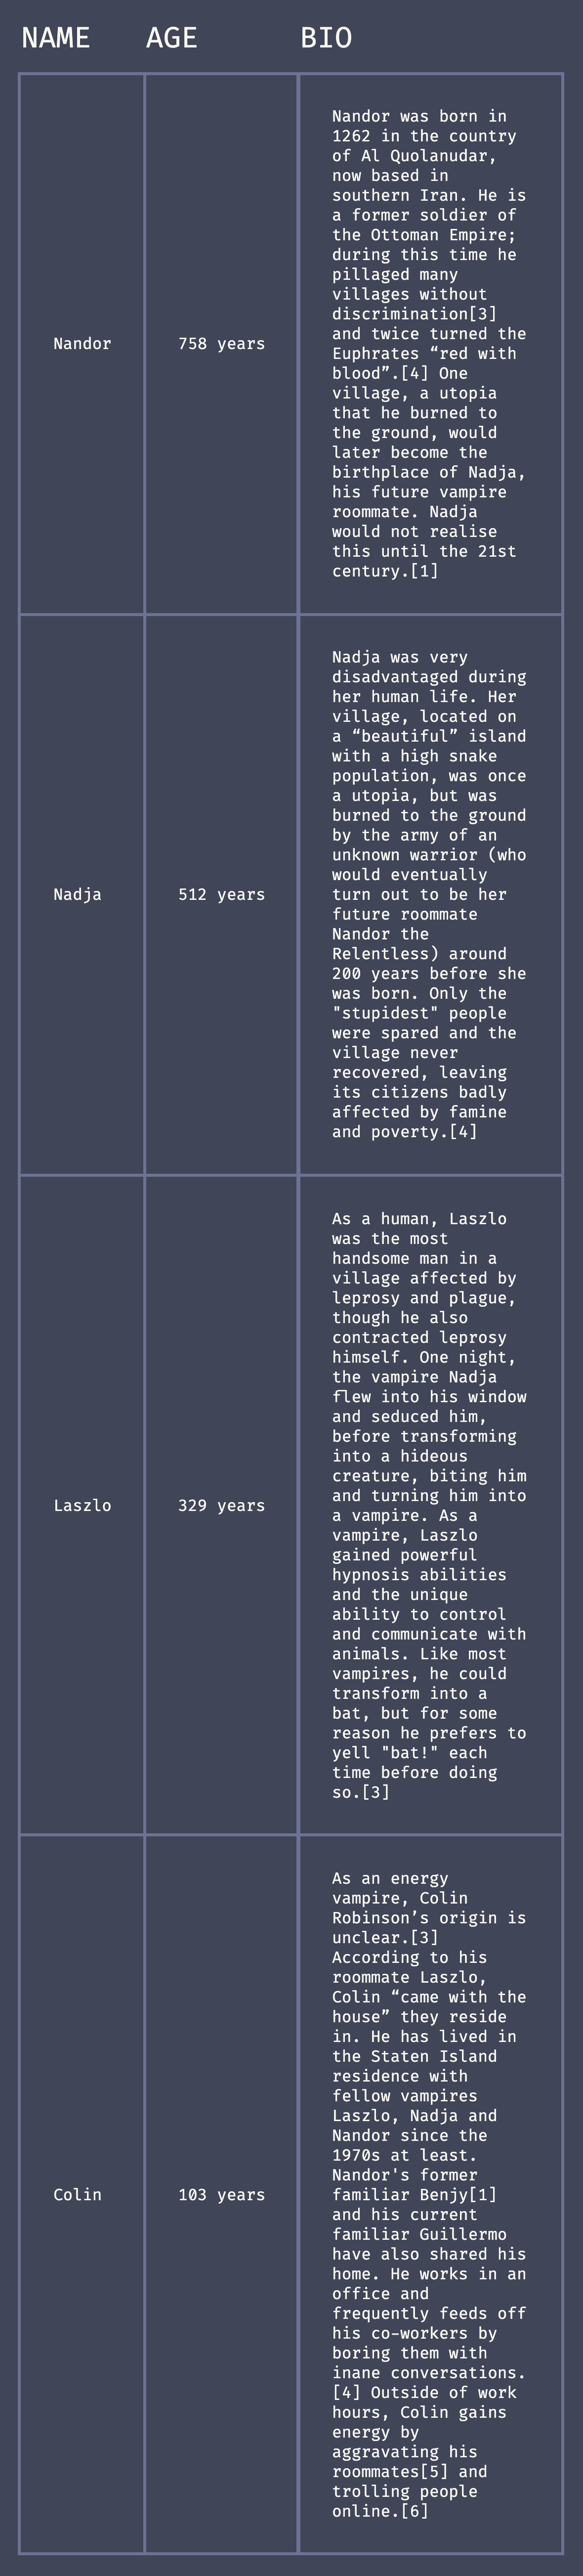 NAME AGE BIO
Nandor was born in
1262 in the country
of Al Quolanudar,
now based in
southern Iran. He is
a former soldier of
the Ottoman Empire;
during this time he
pillaged many
villages without
discrimination[3]
Nandor 758 years
and twice turned the
Euphrates “red with
blood”.[4] One
village, a utopia
that he burned to
the ground, would
later become the
birthplace of Nadja,
his future vampire
roommate. Nadja
would not realise
this until the 21st
century.[1]
Nadja was very
disadvantaged during
her human life. Her
village, located on
a “beautiful” island
with a high snake
population, was once
a utopia, but was
burned to the ground
by the army of an
unknown warrior (who
would eventually
Nadja 512 years
turn out to be her
future roommate
Nandor the
Relentless) around
200 years before she
was born. Only the
"stupidest" people
were spared and the
village never
recovered, leaving
its citizens badly
affected by famine
and poverty.[4]
As a human, Laszlo
was the most
handsome man in a
village affected by
leprosy and plague,
though he also
contracted leprosy
himself. One night,
the vampire Nadja
flew into his window
and seduced him,
before transforming
into a hideous
creature, biting him
and turning him into
Laszlo 329 years
a vampire. As a
vampire, Laszlo
gained powerful
hypnosis abilities
and the unique
ability to control
and communicate with
animals. Like most
vampires, he could
transform into a
bat, but for some
reason he prefers to
yell "bat!" each
time before doing
so.[3]
As an energy
vampire, Colin
Robinson’s origin is
unclear.[3]
According to his
roommate Laszlo,
Colin “came with the
house” they reside
in. He has lived in
the Staten Island
residence with
fellow vampires
Laszlo, Nadja and
Nandor since the
1970s at least.
Nandor's former
Colin 103 years
familiar Benjy[1]
and his current
familiar Guillermo
have also shared his
home. He works in an
office and
frequently feeds off
his co-workers by
boring them with
inane conversations.
[4] Outside of work
hours, Colin gains
energy by
aggravating his
roommates[5] and
trolling people
online.[6]